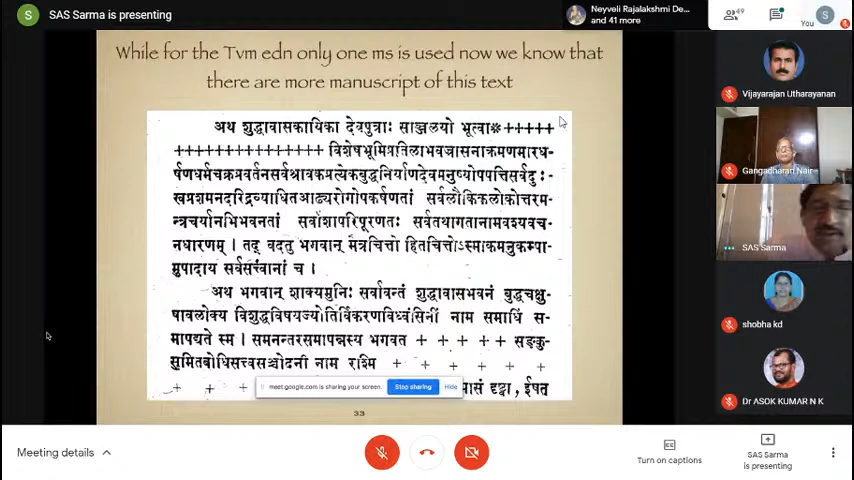 S SAS Sarma is presenting
Neyveli Rajalakshmi De...
and 41 more
49
S
You
While for the Tvm edn only one ms is used now we know that
there are more manuscript of this text
अथ शुद्धावासकायिका देवपुत्राः साञ्जलयो भूत्वा*+++++
+++++++++++++++ विशेषभूमिप्रतिलाभवज्रासनाक्रमणमारध-
र्षणधर्मचक्रप्रवर्तनसर्वश्रावकप्रत्येकबुद्धनिर्याणदेवमनुष्योपपत्तिसर्वदुः-
खप्रशमनदरिद्रव्याधितआढ्यरोगोपकर्षणतां सर्वलौकिकलोकोत्तरम-
न्त्रचर्यानभिभवनतां सर्वाशापरिपूरणतः सर्वतथागतानामवश्यवच-
नधारणम् । तद् वदतु भगवान् मैत्रचित्तो हितचित्तोऽस्माकमनुकम्पा-
मुपादाय सर्वसत्त्वानां च ।
अथ भगवान् शाक्यमुनिः सर्वावन्तं शुद्धावासभवनं बुद्धचक्षु-
षावलोक्य विशुद्धविषयज्योतिर्विकरणविध्वंसिनीं नाम समाधिं स-
मापद्यते स्म । समनन्तरसमापन्नस्य भगवत + + + + + सङ्कु-
सुमितबोधिसत्त्वसञ्चोदनी नाम रश्मि + + + + + +
+ + + दृष्ट्वा, ईषत
meet.google.com is sharing your screen.
Stop sharing
Hide
33
Vijayarajan Utharayanan
Gangadharan Nair
SAS Sarma
shobha kd
Dr ASOK KUMAR N K
Meeting details
Turn on captions
SAS Sarma
is presenting